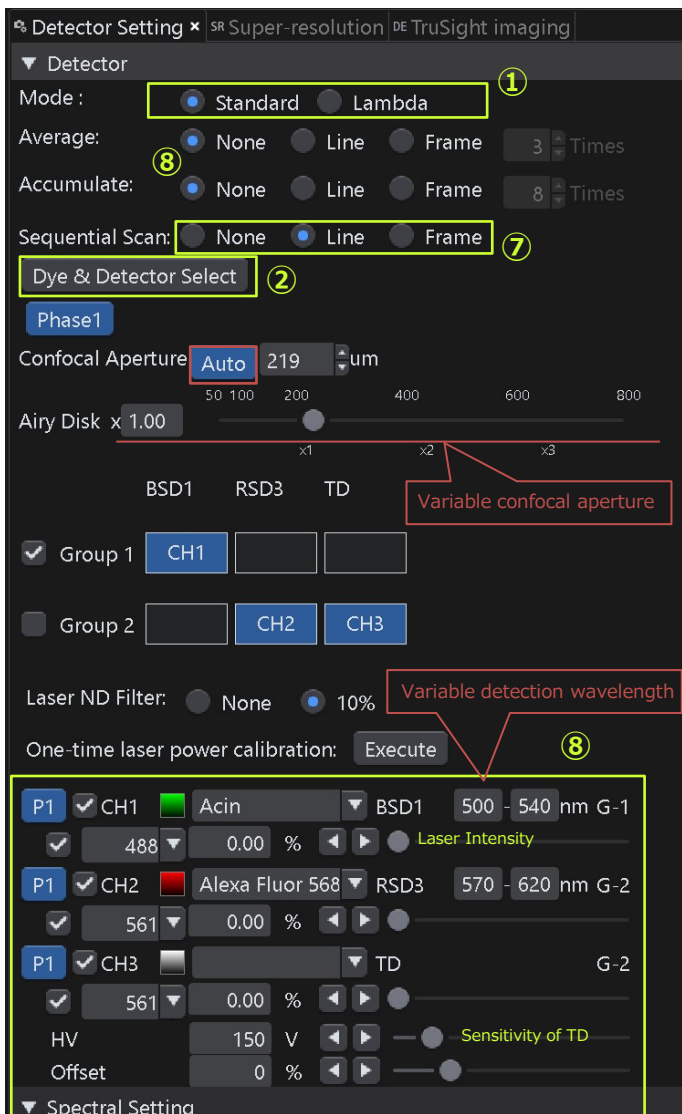 Detector Setting × SR Super-resolution DE TruSight imaging
▼ Detector
Mode : Standard Lambda ①
Average: None Line Frame 3 Times
⑧
Accumulate: None Line Frame 8 Times
Sequential Scan: None Line Frame ⑦
Dye & Detector Select ②
Phase1
Confocal Aperture Auto 219 um
50 100 200 400 600 800
Airy Disk x 1.00
x1 x2 x3
BSD1 RSD3 TD
Variable confocal aperture
Group 1 CH1
Group 2 CH2 CH3
Variable detection wavelength
Laser ND Filter: None 10%
One-time laser power calibration: Execute ⑧
P1 CH1 Acin BSD1 500 - 540 nm G-1
488 0.00 % Laser Intensity
P1 CH2 Alexa Fluor 568 RSD3 570 - 620 nm G-2
561 0.00 %
P1 CH3 TD G-2
561 0.00 %
HV 150 V Sensitivity of TD
Offset 0 %
▼ Spectral Setting